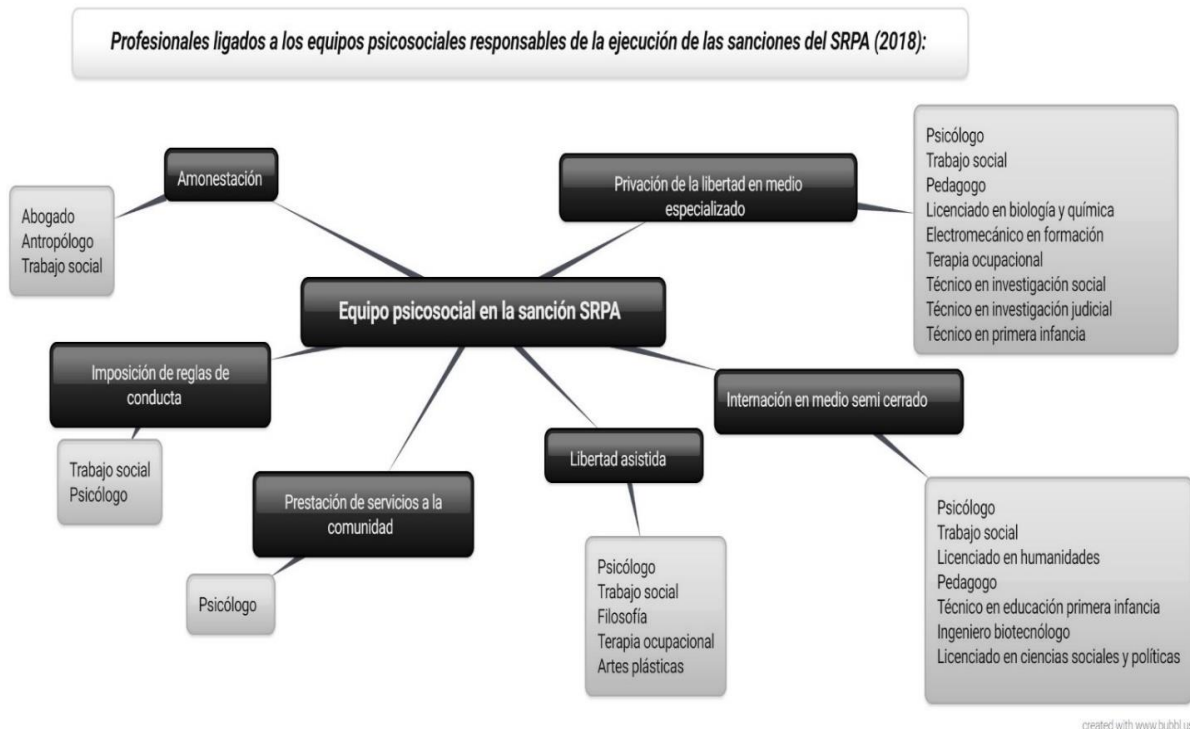 Profesionales ligados a los equipos psicosociales responsables de la ejecución de las sanciones del SRPA (2018):
Amonestación
Abogado
Antropólogo
Trabajo social
Privación de la libertad en medio
especializado
Psicólogo
Trabajo social
Pedagogo
Licenciado en biología y química
Electromecánico en formación
Terapia ocupacional
Técnico en investigación social
Técnico en investigación judicial
Técnico en primera infancia
Equipo psicosocial en la sanción SRPA
Imposición de reglas de
conducta
Trabajo social
Psicólogo
Prestación de servicios a la
comunidad
Psicólogo
Libertad asistida
Psicólogo
Trabajo social
Filosofía
Terapia ocupacional
Artes plásticas
Internación en medio semi cerrado
Psicólogo
Trabajo social
Licenciado en humanidades
Pedagogo
Técnico en educación primera infancia
Ingeniero biotecnólogo
Licenciado en ciencias sociales y políticas
created with www.bubbl.us